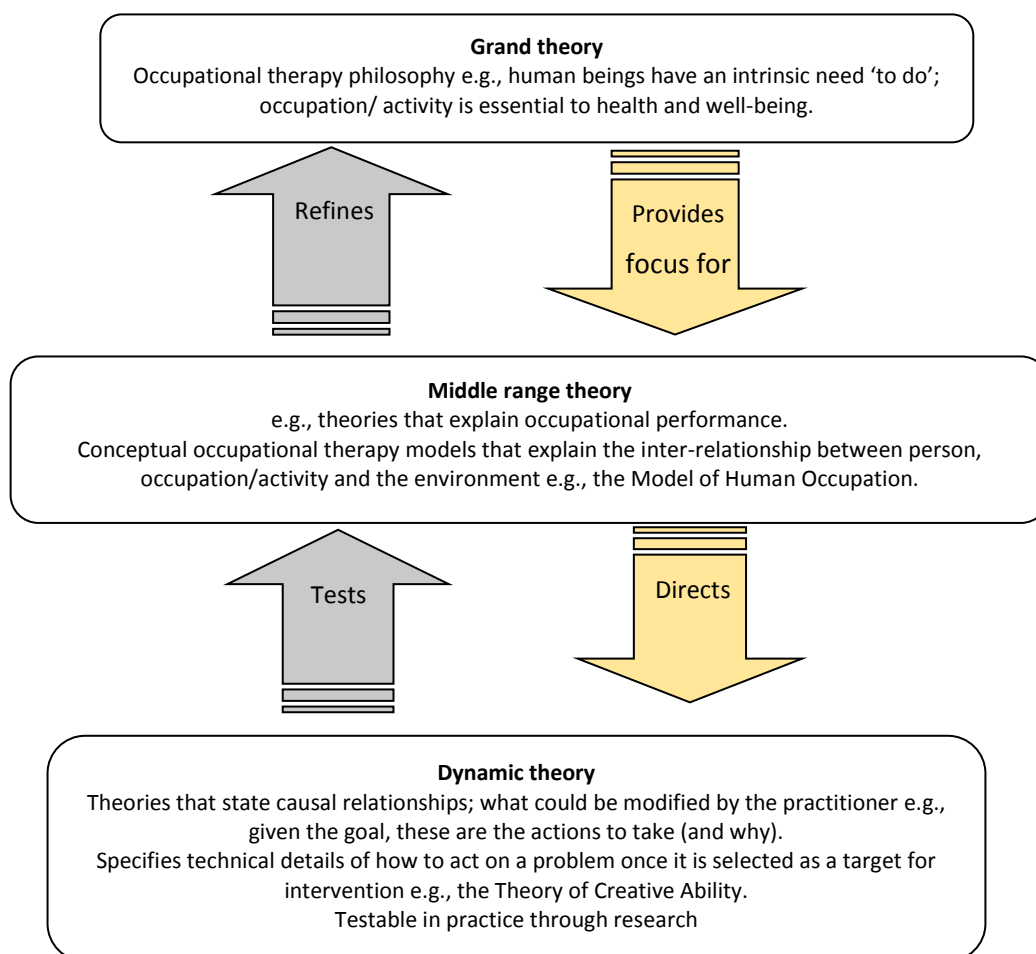 Grand theory
Occupational therapy philosophy e.g., human beings have an intrinsic need ‘to do’;
occupation/ activity is essential to health and well-being.
Refines
Provides
focus for
Middle range theory
e.g., theories that explain occupational performance.
Conceptual occupational therapy models that explain the inter-relationship between person,
occupation/activity and the environment e.g., the Model of Human Occupation.
Tests
Directs
Dynamic theory
Theories that state causal relationships; what could be modified by the practitioner e.g.,
given the goal, these are the actions to take (and why).
Specifies technical details of how to act on a problem once it is selected as a target for
intervention e.g., the Theory of Creative Ability.
Testable in practice through research